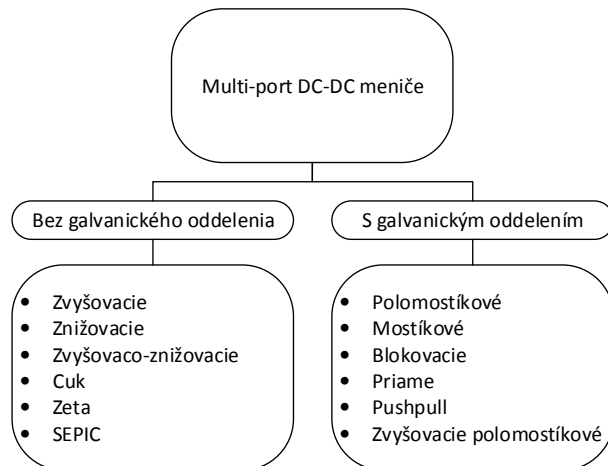 Multi-port DC-DC meniče
Bez galvanického oddelenia
S galvanickým oddelením
• Zvyšovacie
• Znižovacie
• Zvyšovaco-znižovacie
• Cuk
• Zeta
• SEPIC
• Polomostíkové
• Mostíkové
• Blokovacie
• Priame
• Pushpull
• Zvyšovacie polomostíkové